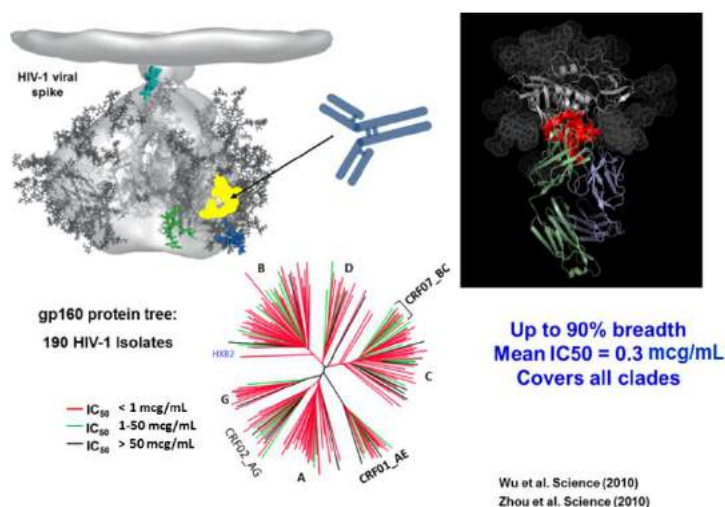 HIV-1 viral
spike
gp160 protein tree:
190 HIV-1 Isolates
B
D
CRF07_BC
HXB2
C
G
CRF02_AG
A
CRF01_AE
IC50 < 1 mcg/mL
IC50 1-50 mcg/mL
IC50 > 50 mcg/mL
Up to 90% breadth
Mean IC50 = 0.3 mcg/mL
Covers all clades
Wu et al. Science (2010)
Zhou et al. Science (2010)